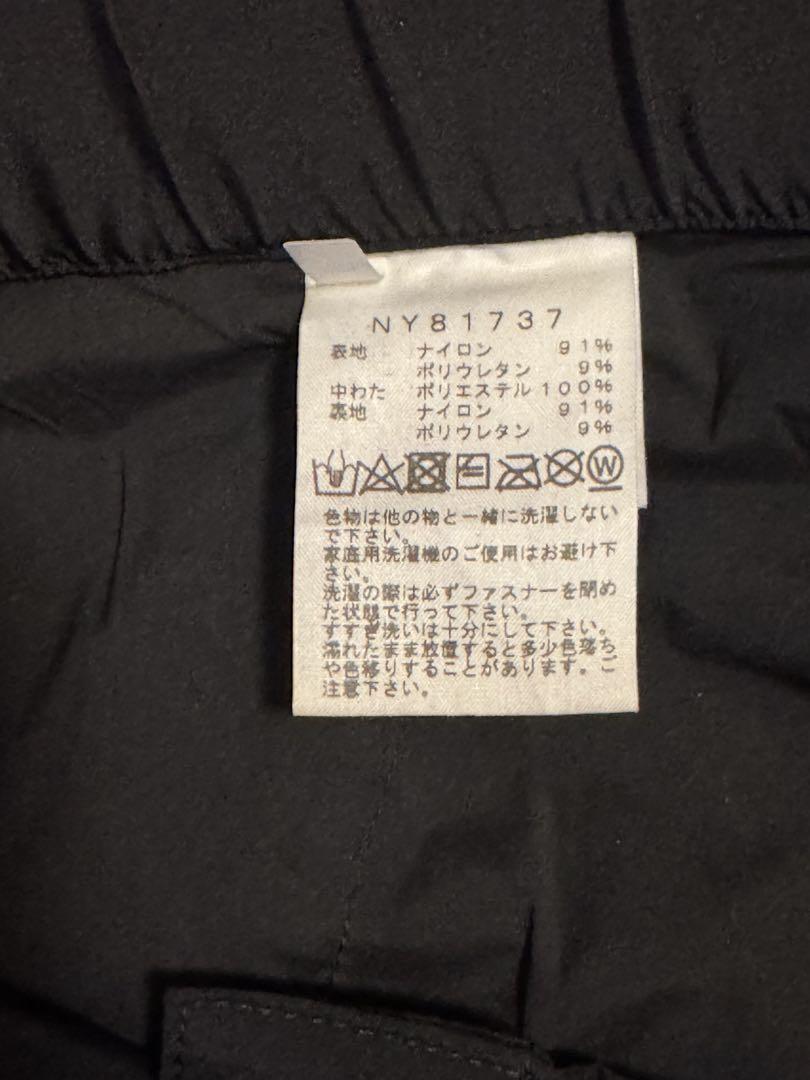 NY81737
表地 ナイロン 91%
ポリウレタン 9%
中わた ポリエステル 100%
裏地 ナイロン 91%
ポリウレタン 9%
W
色物は他の物と一緒に洗濯しない
で下さい。
家庭用洗濯機のご使用はお避け下
さい。
洗濯の際は必ずファスナーを閉め
た状態で行って下さい。
すすぎ洗いは十分にして下さい。
濡れたまま放置すると多少色落ち
や色移りすることがあります。ご
注意下さい。